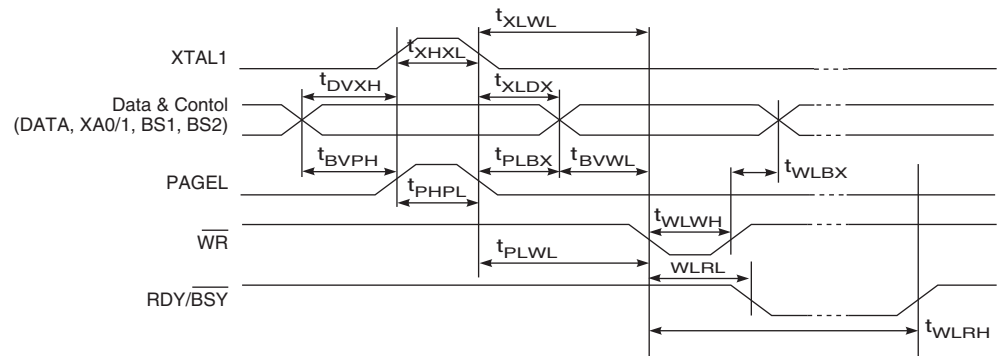 tXLWL
XTAL1
tXHXL
tDVXH
tXLDX
Data & Contol
(DATA, XA0/1, BS1, BS2)
tBVPH
tPLBX
tBVWL
tWLBX
PAGEL
tPHPL
tWLWH
WR
tPLWL
WLRL
RDY/BSY
tWLRH